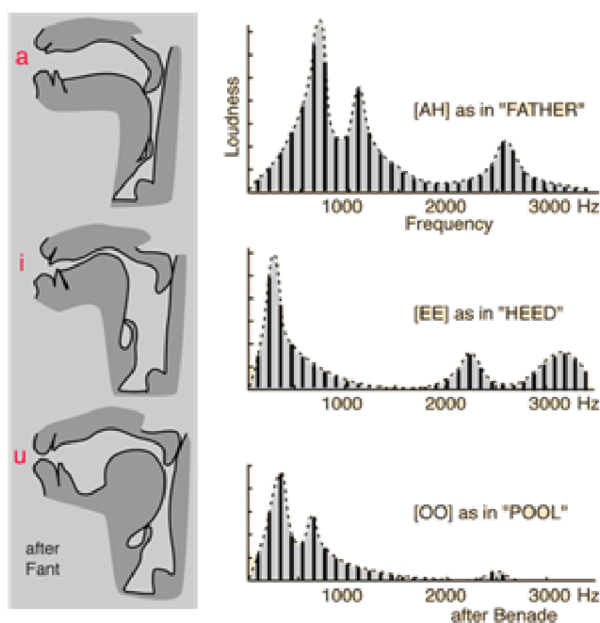 a
Loudness
[AH] as in "FATHER"
1000 2000 3000 Hz
Frequency
i
[EE] as in "HEED"
1000 2000 3000 Hz
u
[OO] as in "POOL"
after
Fant
1000 2000 3000 Hz
after Benade